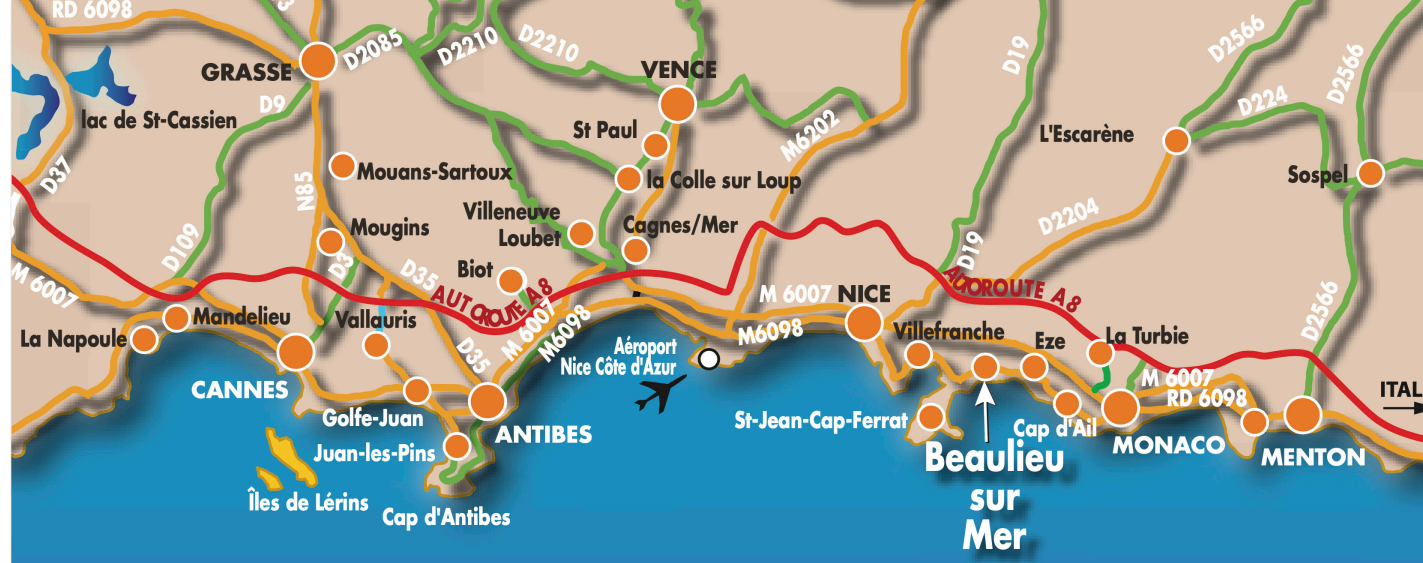 RD 6098
D2085
D2210
D2210
D19
D2566
D2566
GRASSE
VENCE
D9
D224
lac de St-Cassien
St Paul
M6202
L'Escarène
D37
Mouans-Sartoux
la Colle sur Loup
Sospel
N85
Villeneuve
Loubet
Cagnes/Mer
D2204
Mougins
D109
D3
D35
Biot
D19
M 6007
AUTOROUTE A8
AUTOROUTE A8
M 6007
NICE
D2566
La Napoule
Mandelieu
Vallauris
M 6007
M6098
M6098
Villefranche
Eze
La Turbie
D35
Aéroport
Nice Côte d'Azur
CANNES
M 6007
RD 6098
ITAL
Golfe-Juan
ANTIBES
St-Jean-Cap-Ferrat
Cap d'Ail
MONACO
MENTON
Juan-les-Pins
Îles de Lérins
Cap d'Antibes
Beaulieu
sur
Mer